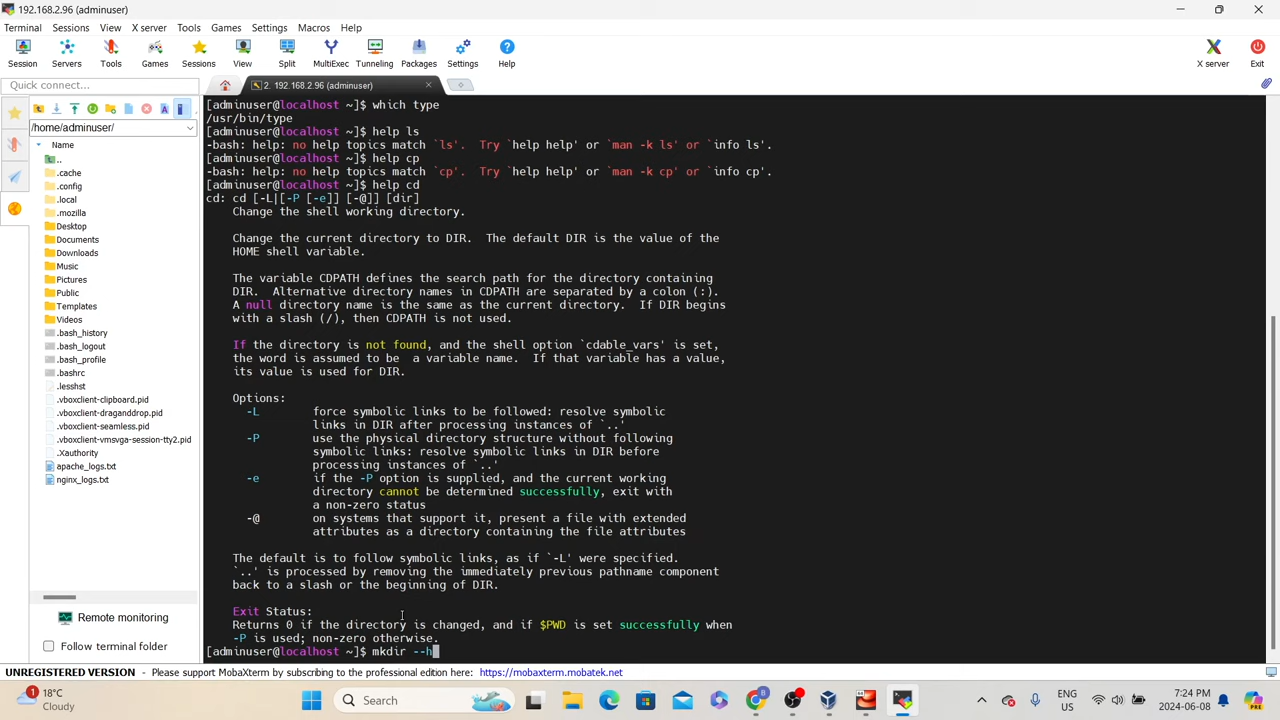 192.168.2.96 (adminuser)
Terminal Sessions View X server Tools Games Settings Macros Help
Session Servers Tools Games Sessions View Split MultiExec Tunneling Packages Settings Help X server Exit
Quick connect...
2. 192.168.2.96 (adminuser)
/home/adminuser/
Name
..
.cache
.config
.local
.mozilla
Desktop
Documents
Downloads
Music
Pictures
Public
Templates
Videos
.bash_history
.bash_logout
.bash_profile
.bashrc
.lesshst
.vboxclient-clipboard.pid
.vboxclient-draganddrop.pid
.vboxclient-seamless.pid
.vboxclient-vmsvga-session-tty2.pid
.Xauthority
apache_logs.txt
nginx_logs.txt
Remote monitoring
Follow terminal folder
[adminuser@localhost ~]$ which type
/usr/bin/type
[adminuser@localhost ~]$ help ls
-bash: help: no help topics match `ls'.  Try `help help' or `man -k ls' or `info ls'.
[adminuser@localhost ~]$ help cp
-bash: help: no help topics match `cp'.  Try `help help' or `man -k cp' or `info cp'.
[adminuser@localhost ~]$ help cd
cd: cd [-L|[-P [-e]] [-@]] [dir]
    Change the shell working directory.
    Change the current directory to DIR.  The default DIR is the value of the
    HOME shell variable.
    The variable CDPATH defines the search path for the directory containing
    DIR.  Alternative directory names in CDPATH are separated by a colon (:).
    A null directory name is the same as the current directory.  If DIR begins
    with a slash (/), then CDPATH is not used.
    If the directory is not found, and the shell option `cdable_vars' is set,
    the word is assumed to be  a variable name.  If that variable has a value,
    its value is used for DIR.
    Options:
      -L        force symbolic links to be followed: resolve symbolic
                links in DIR after processing instances of `..'
      -P        use the physical directory structure without following
                symbolic links: resolve symbolic links in DIR before
                processing instances of `..'
      -e        if the -P option is supplied, and the current working
                directory cannot be determined successfully, exit with
                a non-zero status
      -@        on systems that support it, present a file with extended
                attributes as a directory containing the file attributes
    The default is to follow symbolic links, as if `-L' were specified.
    `..' is processed by removing the immediately previous pathname component
    back to a slash or the beginning of DIR.
    Exit Status:
    Returns 0 if the directory is changed, and if $PWD is set successfully when
    -P is used; non-zero otherwise.
[adminuser@localhost ~]$ mkdir --h
UNREGISTERED VERSION - Please support MobaXterm by subscribing to the professional edition here: https://mobaxterm.mobatek.net
1
18°C
Cloudy
Search
ENG
US
7:24 PM
2024-06-08